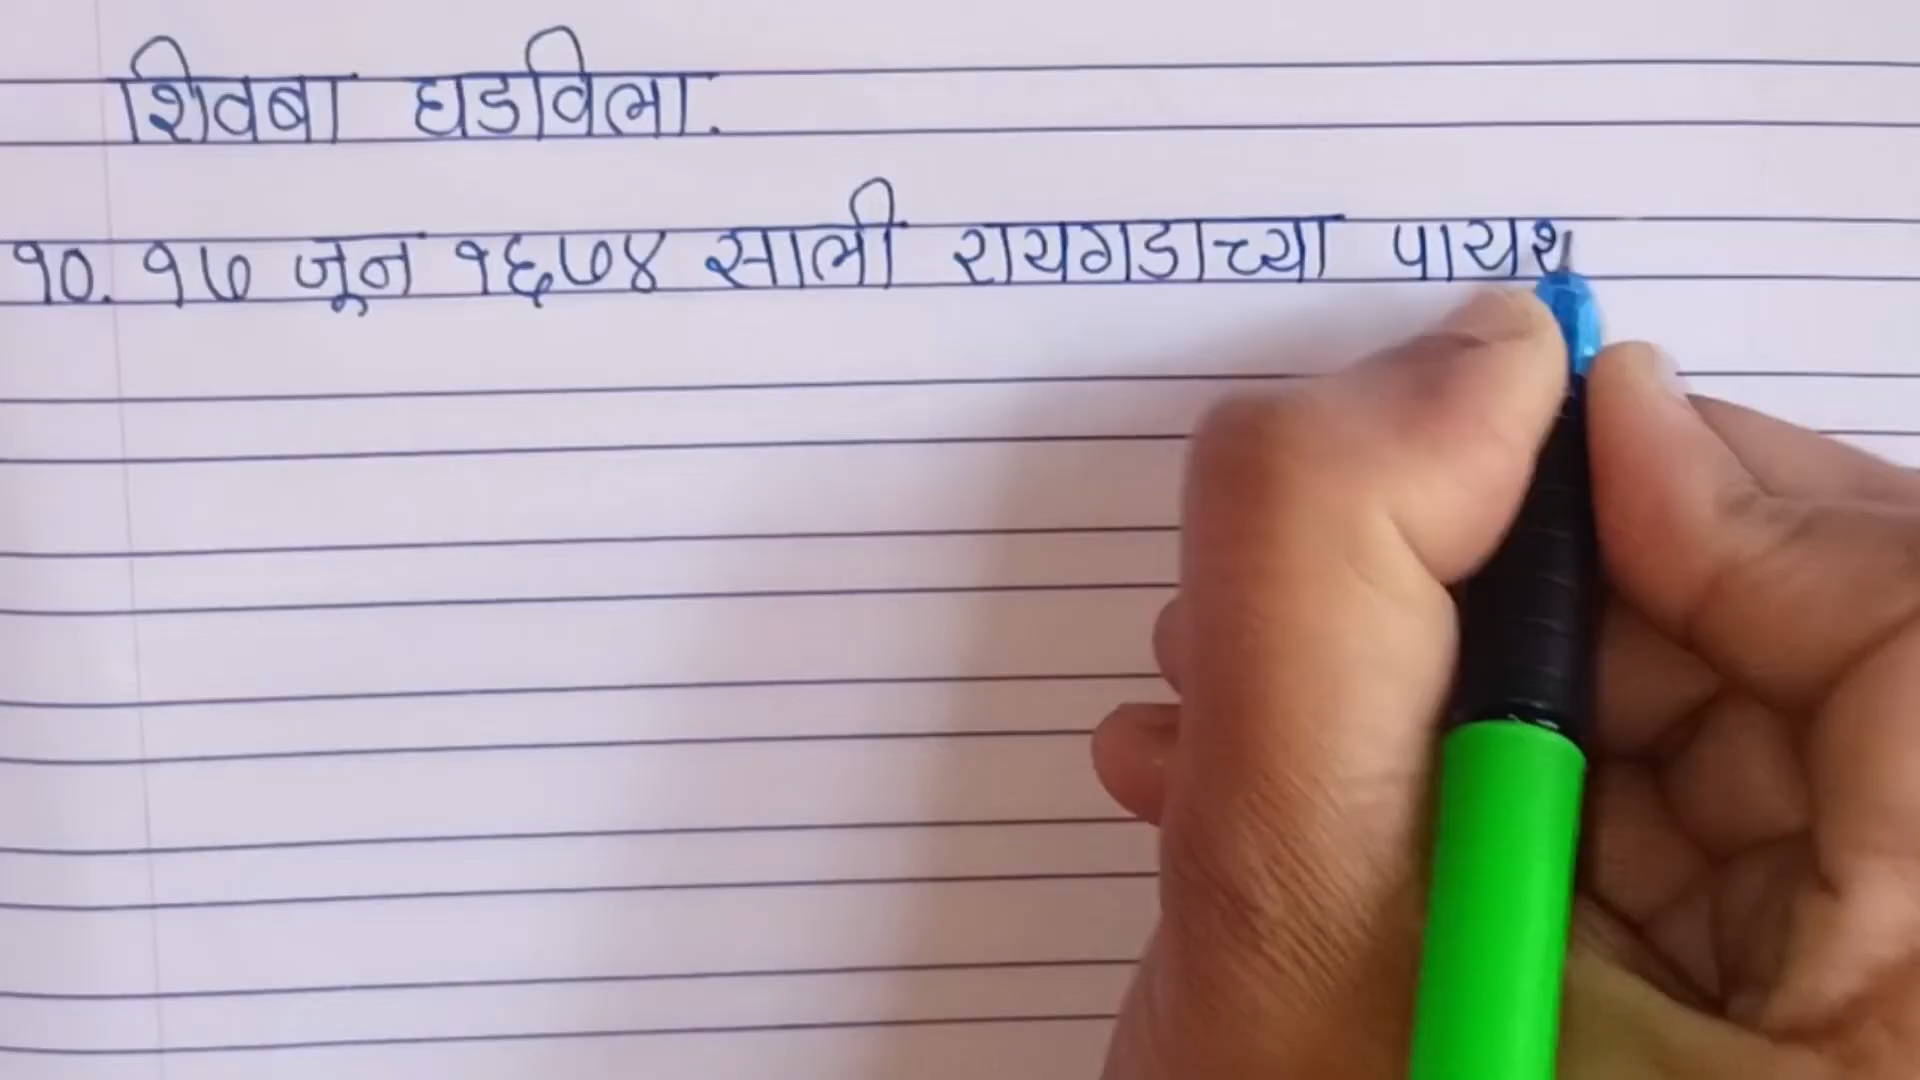 शिवबा घडविला.
१०. १७ जून १६७४ साली रायगडाच्या पायथ